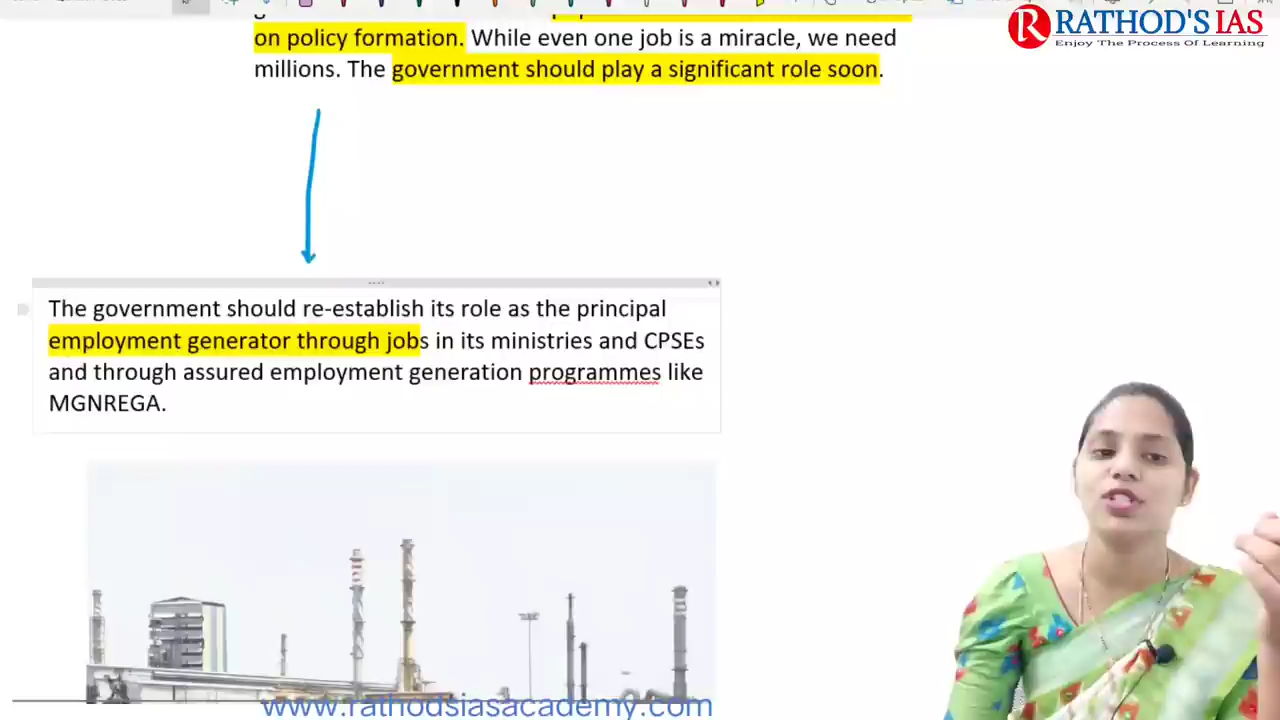 RATHOD'S IAS
Enjoy The Process Of Learning
on policy formation. While even one job is a miracle, we need
millions. The government should play a significant role soon.
The government should re-establish its role as the principal
employment generator through jobs in its ministries and CPSEs
and through assured employment generation programmes like
MGNREGA.
www.rathodsiasacademy.com